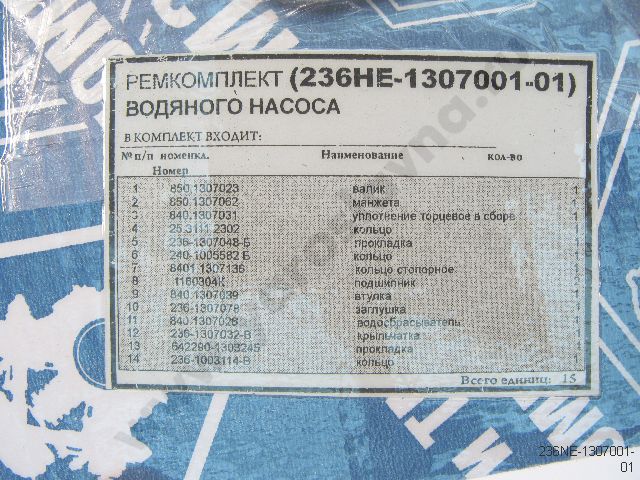 РЕМКОМПЛЕКТ (236НЕ-1307001-01)
ВОДЯНОГО НАСОСА
В КОМПЛЕКТ ВХОДИТ:
№ п/п номенкл. Наименование кол-во
Номер
1 850.1307023 валик 1
2 850.1307062 манжета 1
3 840.1307031 уплотнение торцевое в сборе 1
4 25.3111.2302 кольцо 1
5 236-1307048-Б прокладка 1
6 240-1005582 Б кольцо 1
7 8401.1307136 кольцо стопорное 1
8 1160304К подшипник 2
9 840.1307039 втулка 1
10 236-1307078 заглушка 1
11 840.1307028 водосбрасыватель 1
12 236-1307032-В крыльчатка 1
13 642290-1303245 прокладка 1
14 236-1003114-В кольцо 1
Всего единиц: 15
236NE-1307001-
01